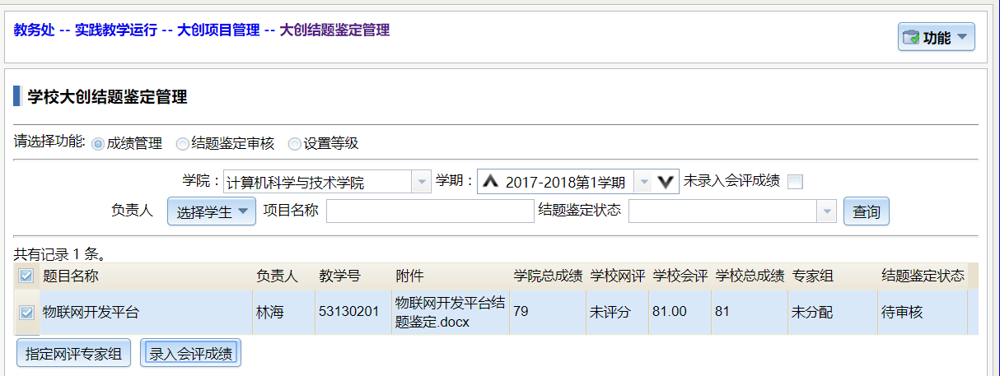 教务处 -- 实践教学运行 -- 大创项目管理 -- 大创结题鉴定管理
功能
学校大创结题鉴定管理
请选择功能: 成绩管理 结题鉴定审核 设置等级
学院： 计算机科学与技术学院 学期： 2017-2018第1学期 未录入会评成绩
负责人 选择学生 项目名称 结题鉴定状态 查询
共有记录 1 条。
题目名称 负责人 教学号 附件 学院总成绩 学校网评 学校会评 学校总成绩 专家组 结题鉴定状态
物联网开发平台 林海 53130201 物联网开发平台结 79 未评分 81.00 81 未分配 待审核
题鉴定.docx
指定网评专家组 录入会评成绩